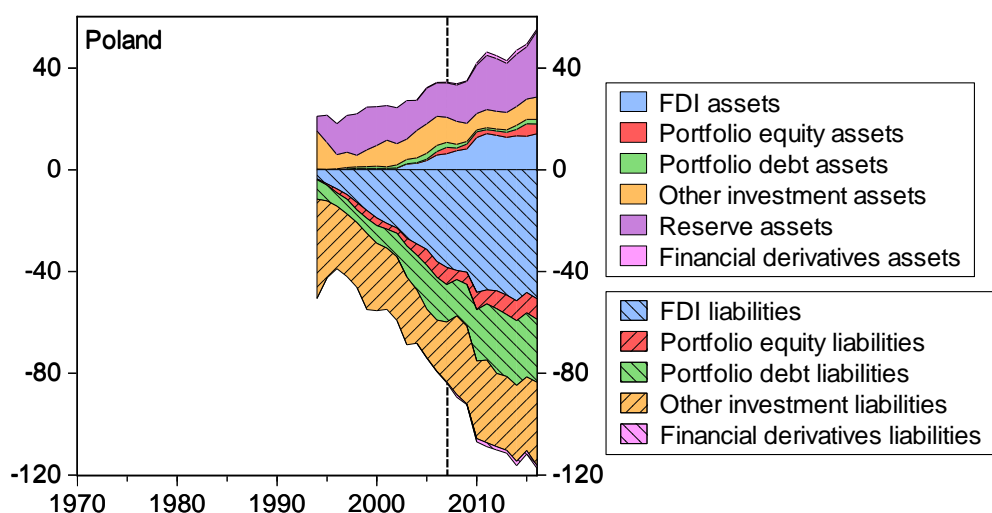 Poland
40
0
-40
-80
-120
40
0
-40
-80
-120
1970
1980
1990
2000
2010
FDI assets
Portfolio equity assets
Portfolio debt assets
Other investment assets
Reserve assets
Financial derivatives assets
FDI liabilities
Portfolio equity liabilities
Portfolio debt liabilities
Other investment liabilities
Financial derivatives liabilities